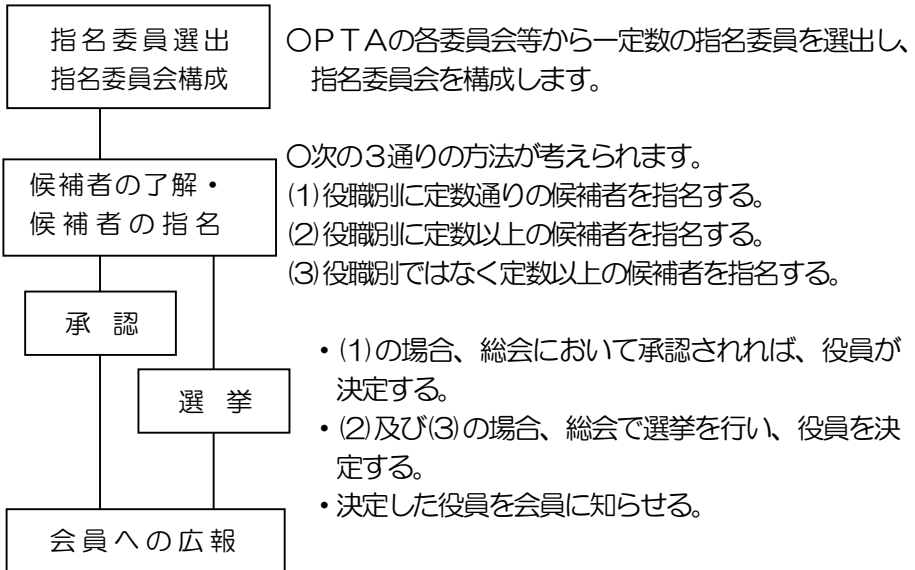 指名委員選出
指名委員会構成
〇ＰＴＡの各委員会等から一定数の指名委員を選出し、
指名委員会を構成します。
候補者の了解・
候補者の指名
〇次の３通りの方法が考えられます。
(1)役職別に定数通りの候補者を指名する。
(2)役職別に定数以上の候補者を指名する。
(3)役職別ではなく定数以上の候補者を指名する。
承 認
選 挙
・(1)の場合、総会において承認されれば、役員が
決定する。
・(2)及び(3)の場合、総会で選挙を行い、役員を決
定する。
・決定した役員を会員に知らせる。
会員への広報